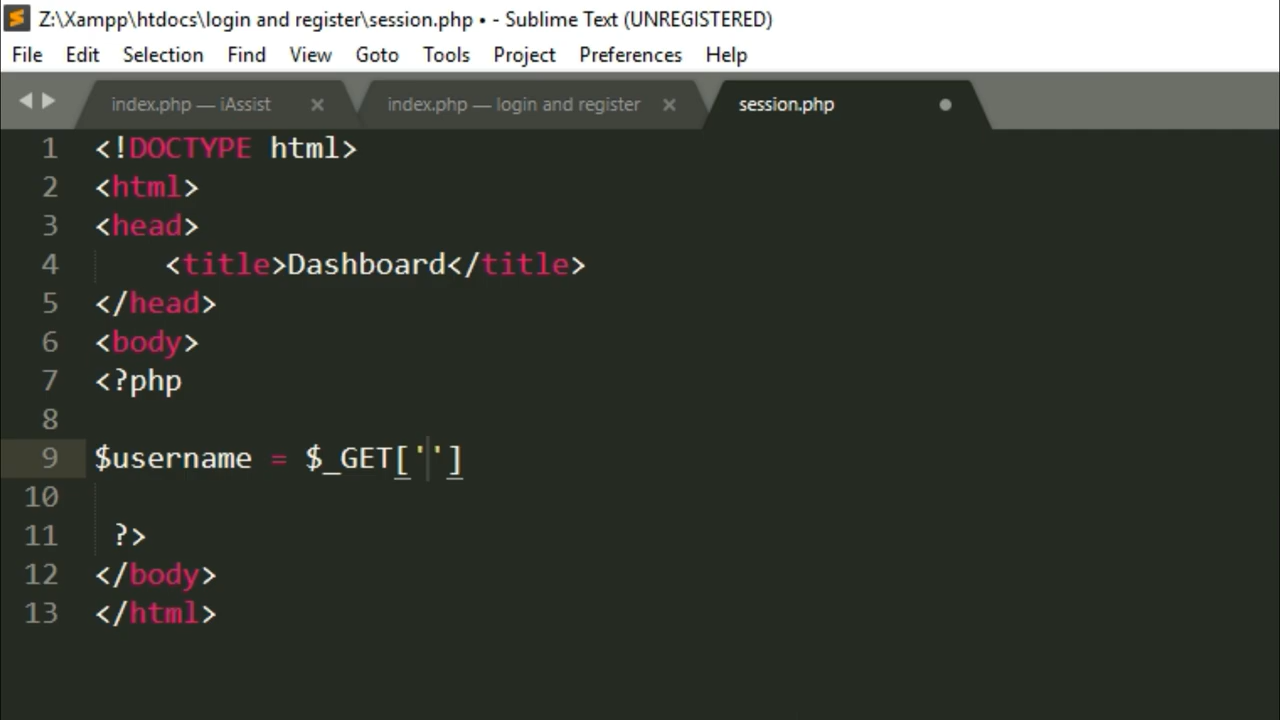 Z:\Xampp\htdocs\login and register\session.php • - Sublime Text (UNREGISTERED)
File Edit Selection Find View Goto Tools Project Preferences Help
index.php — iAssist × index.php — login and register × session.php
1 <!DOCTYPE html>
2 <html>
3 <head>
4 <title>Dashboard</title>
5 </head>
6 <body>
7 <?php
8
9 $username = $_GET['']
10
11 ?>
12 </body>
13 </html>